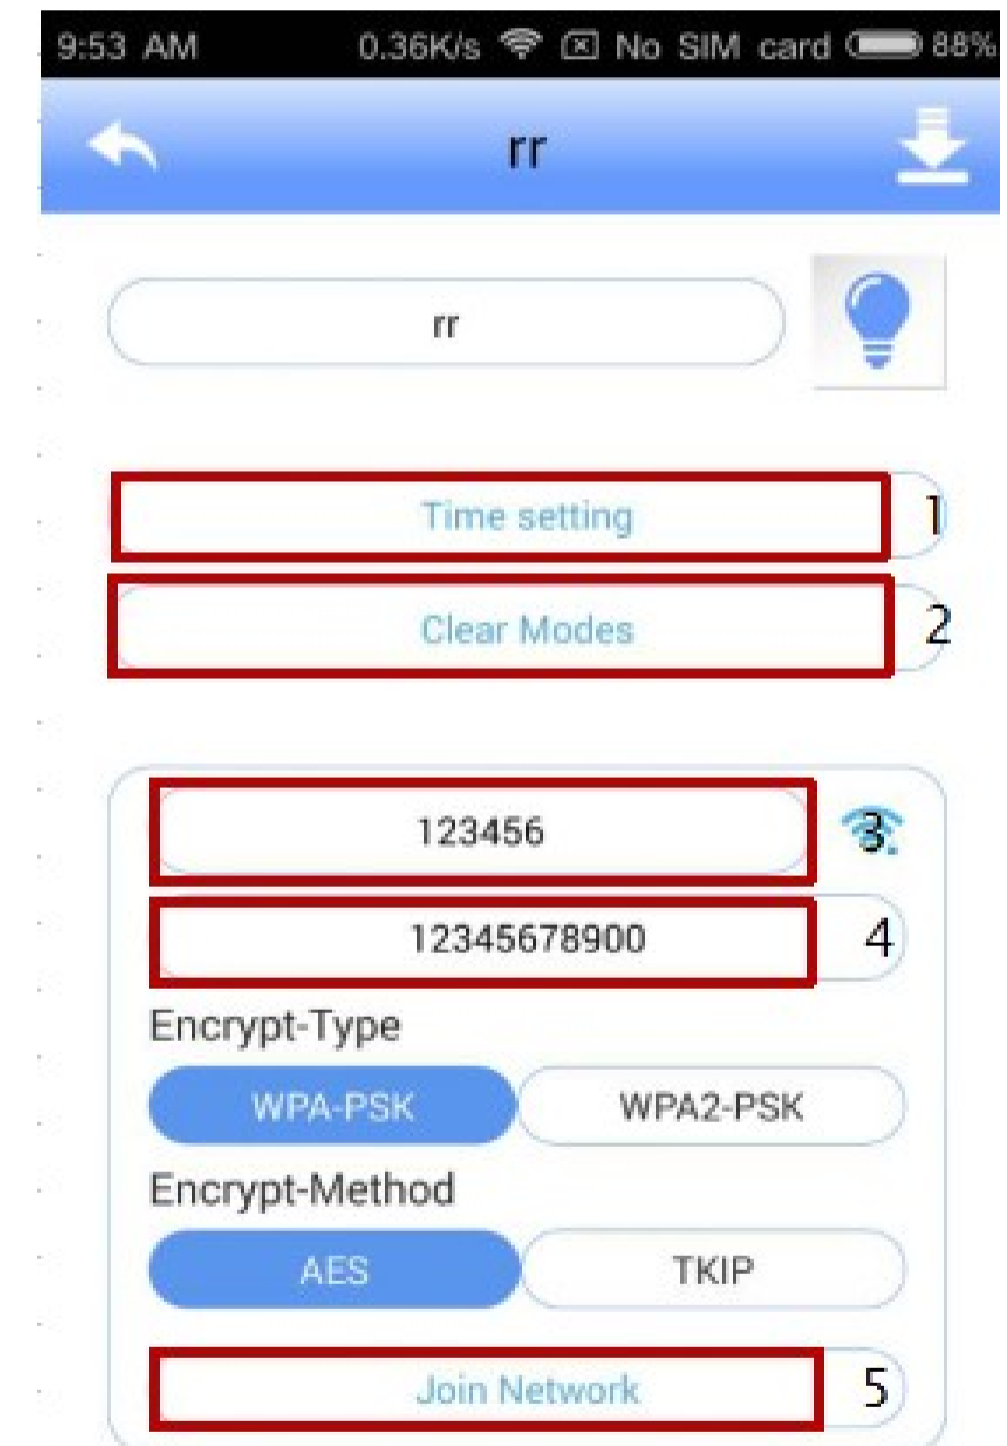 9:53 AM 0.36K/s No SIM card 88%
rr
rr
Time setting 1
Clear Modes 2
123456 3
12345678900 4
Encrypt-Type
WPA-PSK WPA2-PSK
Encrypt-Method
AES TKIP
Join Network 5